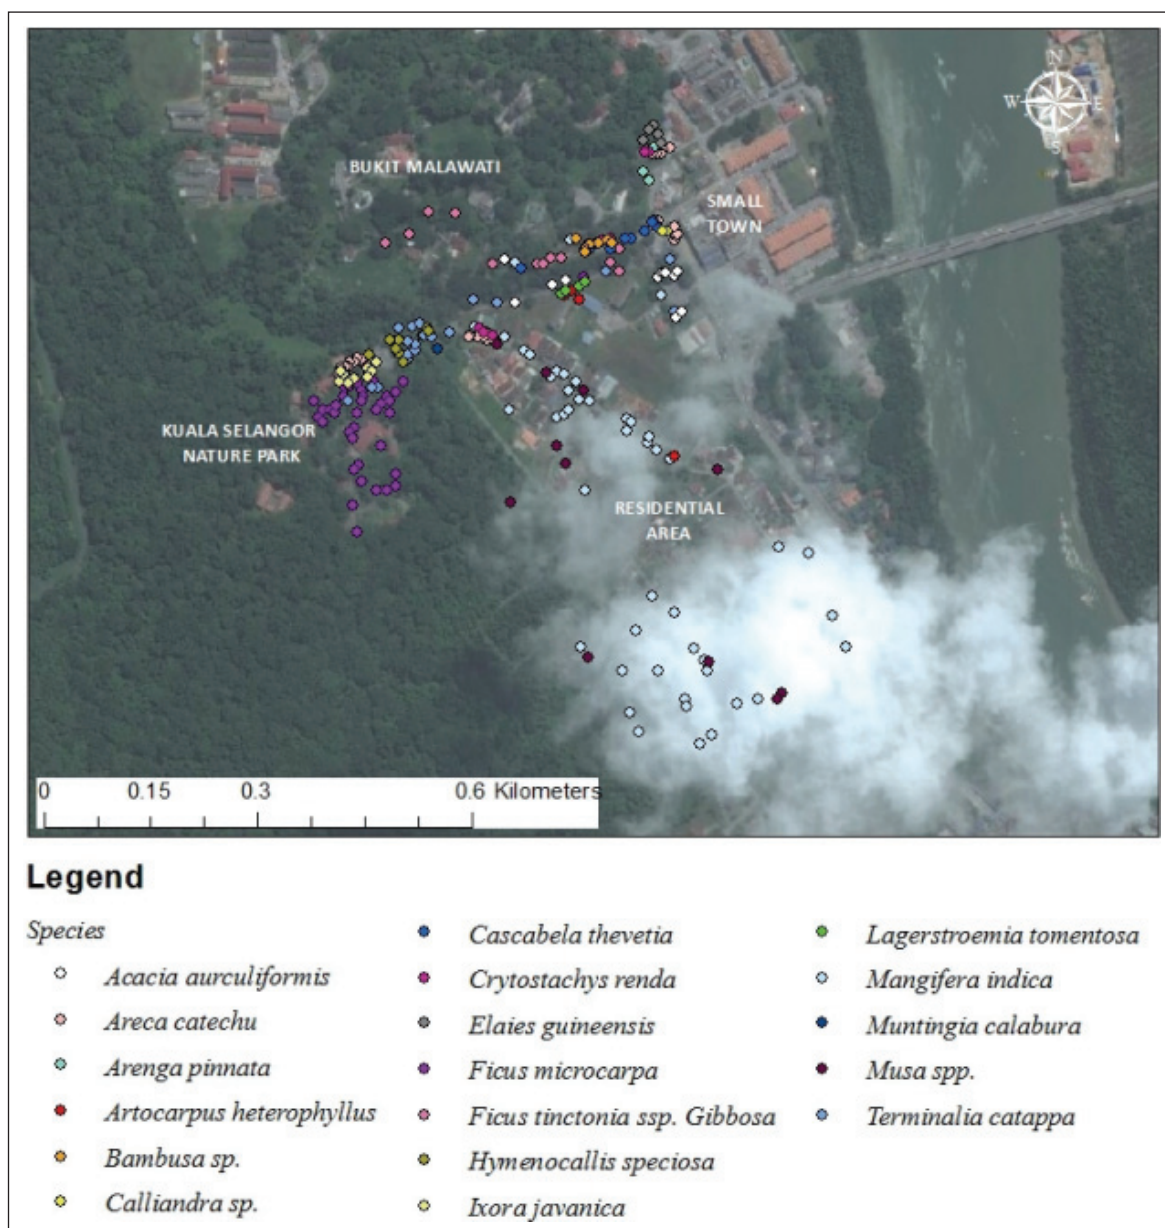 N
W E
S
BUKIT MALAWATI
SMALL
TOWN
KUALA SELANGOR
NATURE PARK
RESIDENTIAL
AREA
0 0.15 0.3 0.6 Kilometers
Legend
Species
Acacia aurculiformis
Areca catechu
Arenga pinnata
Artocarpus heterophyllus
Bambusa sp.
Calliandra sp.
Cascabela thevetia
Crytostachys renda
Elaies guineensis
Ficus microcarpa
Ficus tinctonia ssp. Gibbosa
Hymenocallis speciosa
Ixora javanica
Lagerstroemia tomentosa
Mangifera indica
Muntingia calabura
Musa spp.
Terminalia catappa